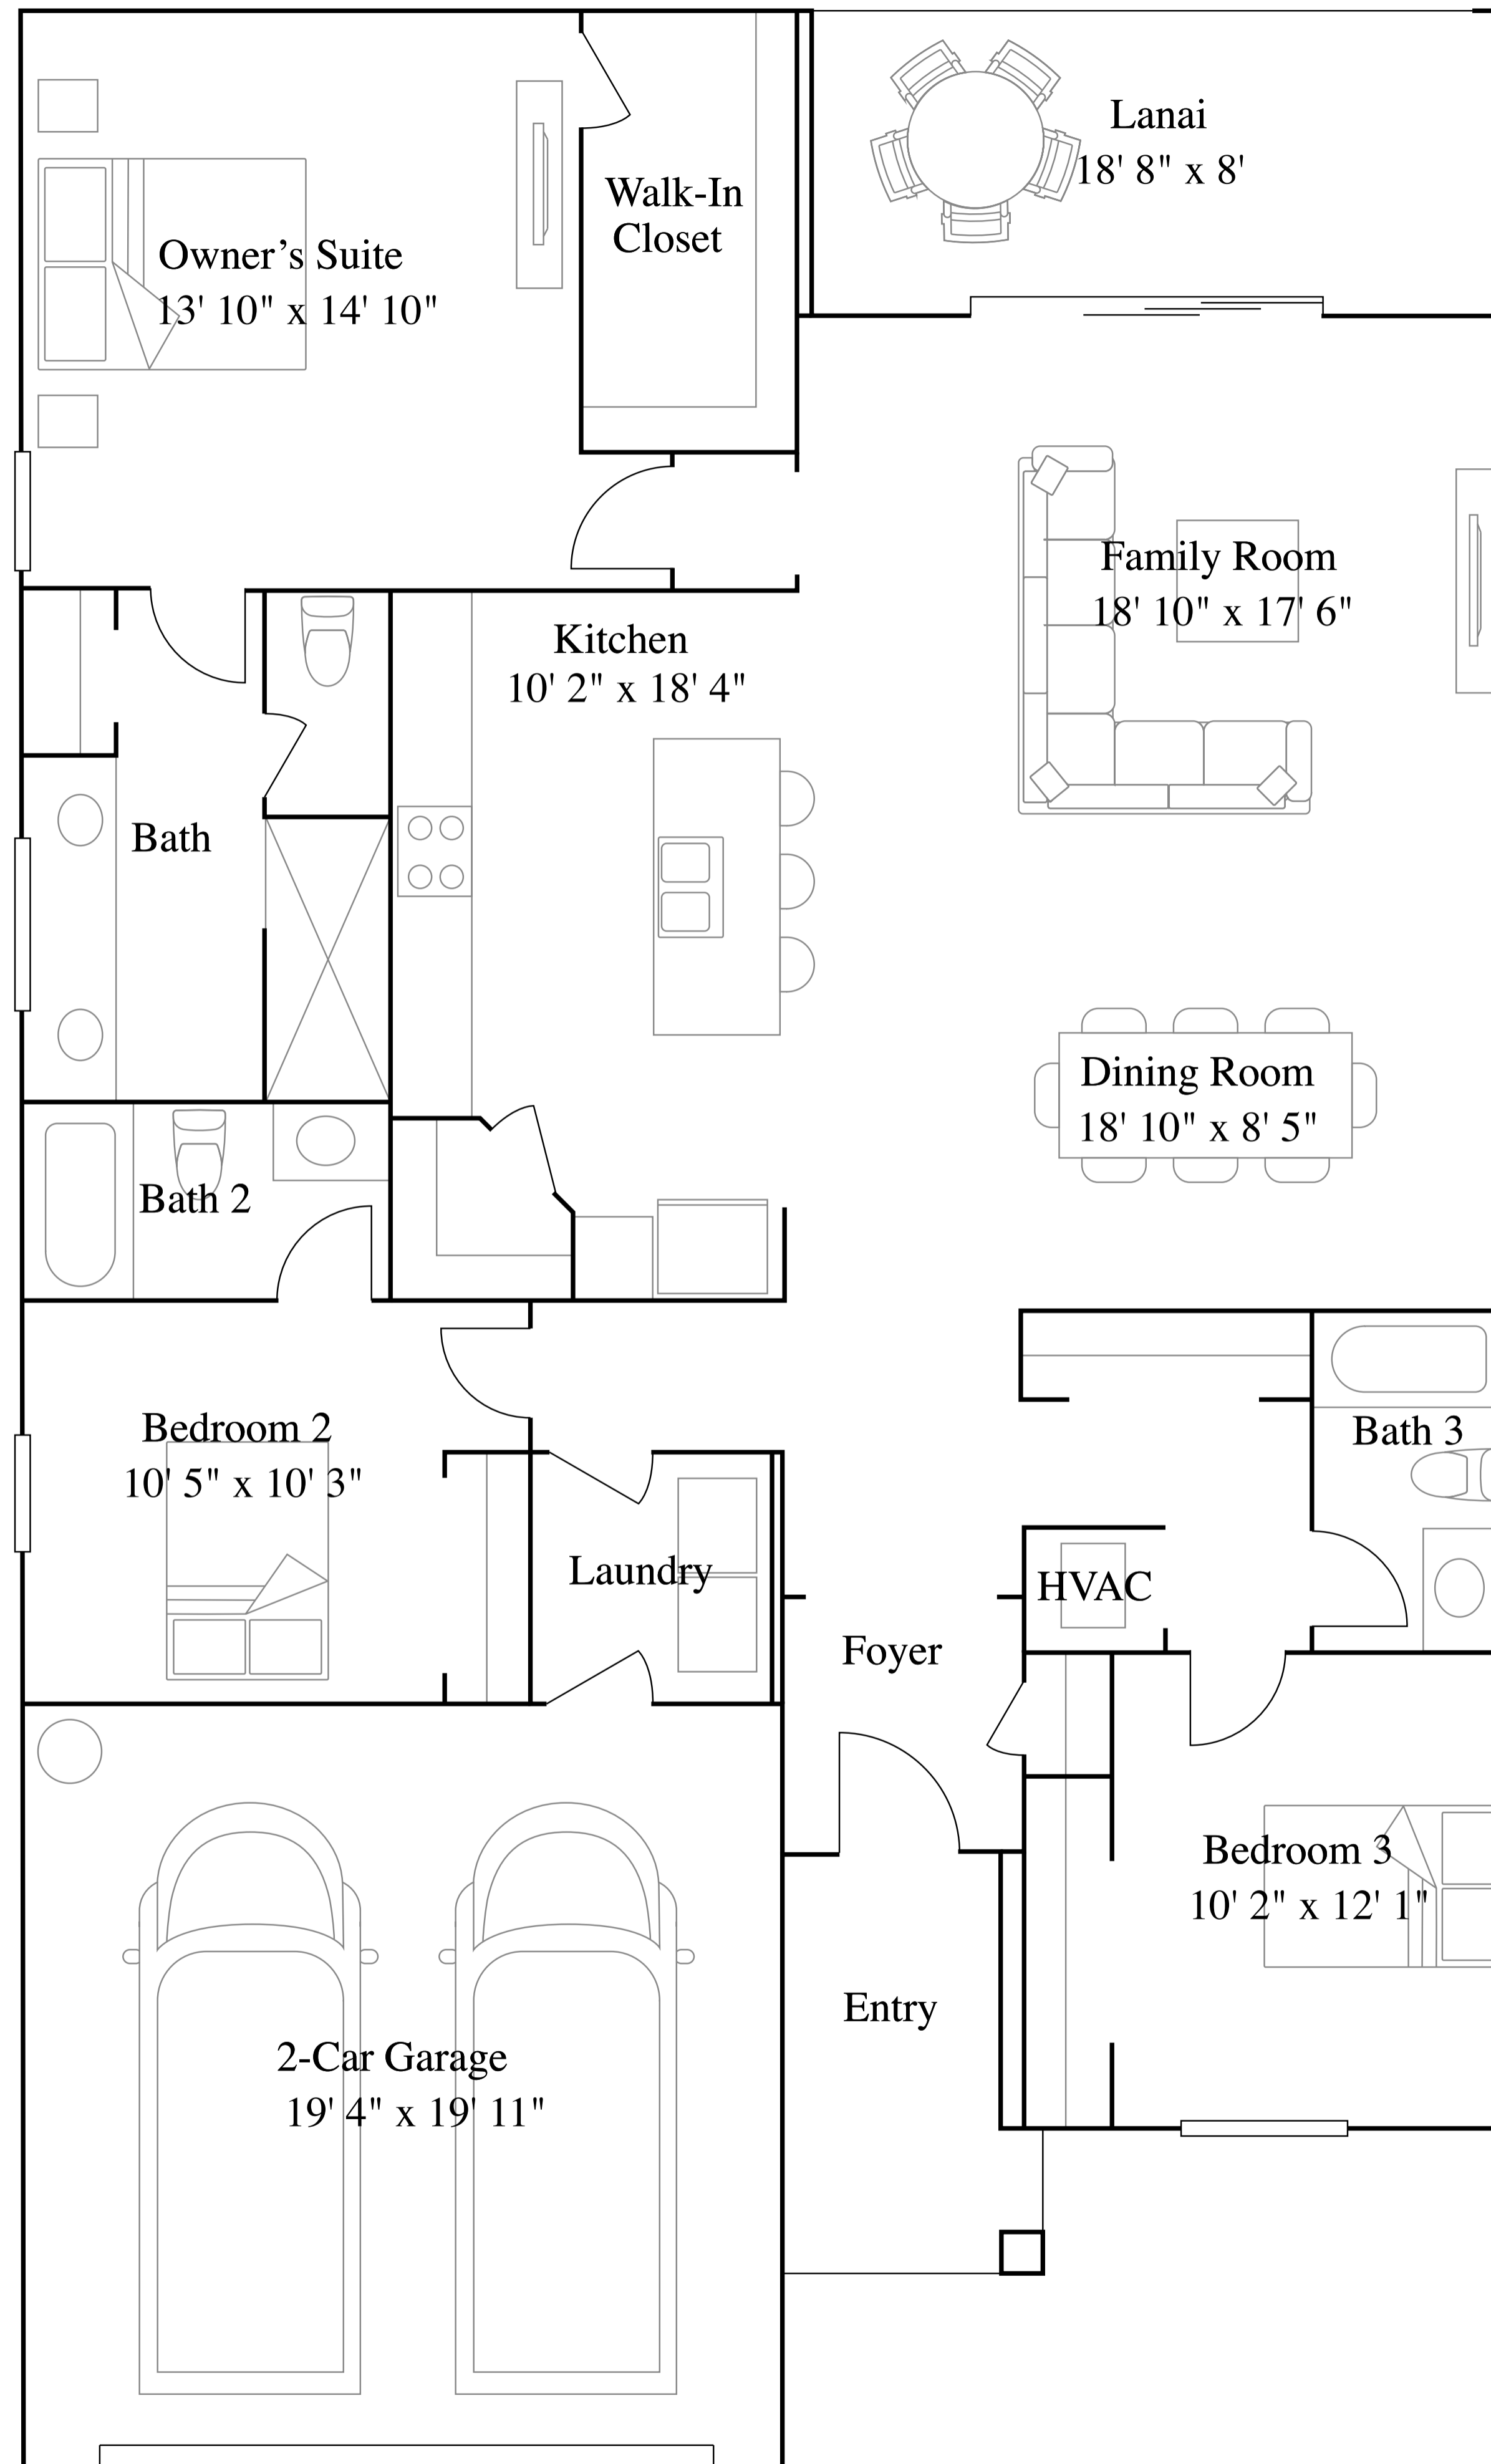 Lanai
18' 8" x 8'
Walk-In
Closet
Owner’s Suite
13' 10" x 14' 10"
Family Room
18' 10" x 17' 6"
Kitchen
10' 2" x 18' 4"
Bath
Dining Room
18' 10" x 8' 5"
Bath 2
Bedroom 2
10' 5" x 10' 3"
Bath 3
Laundry
HVAC
Foyer
Bedroom 3
10' 2" x 12' 1"
Entry
2-Car Garage
19' 4" x 19' 11"